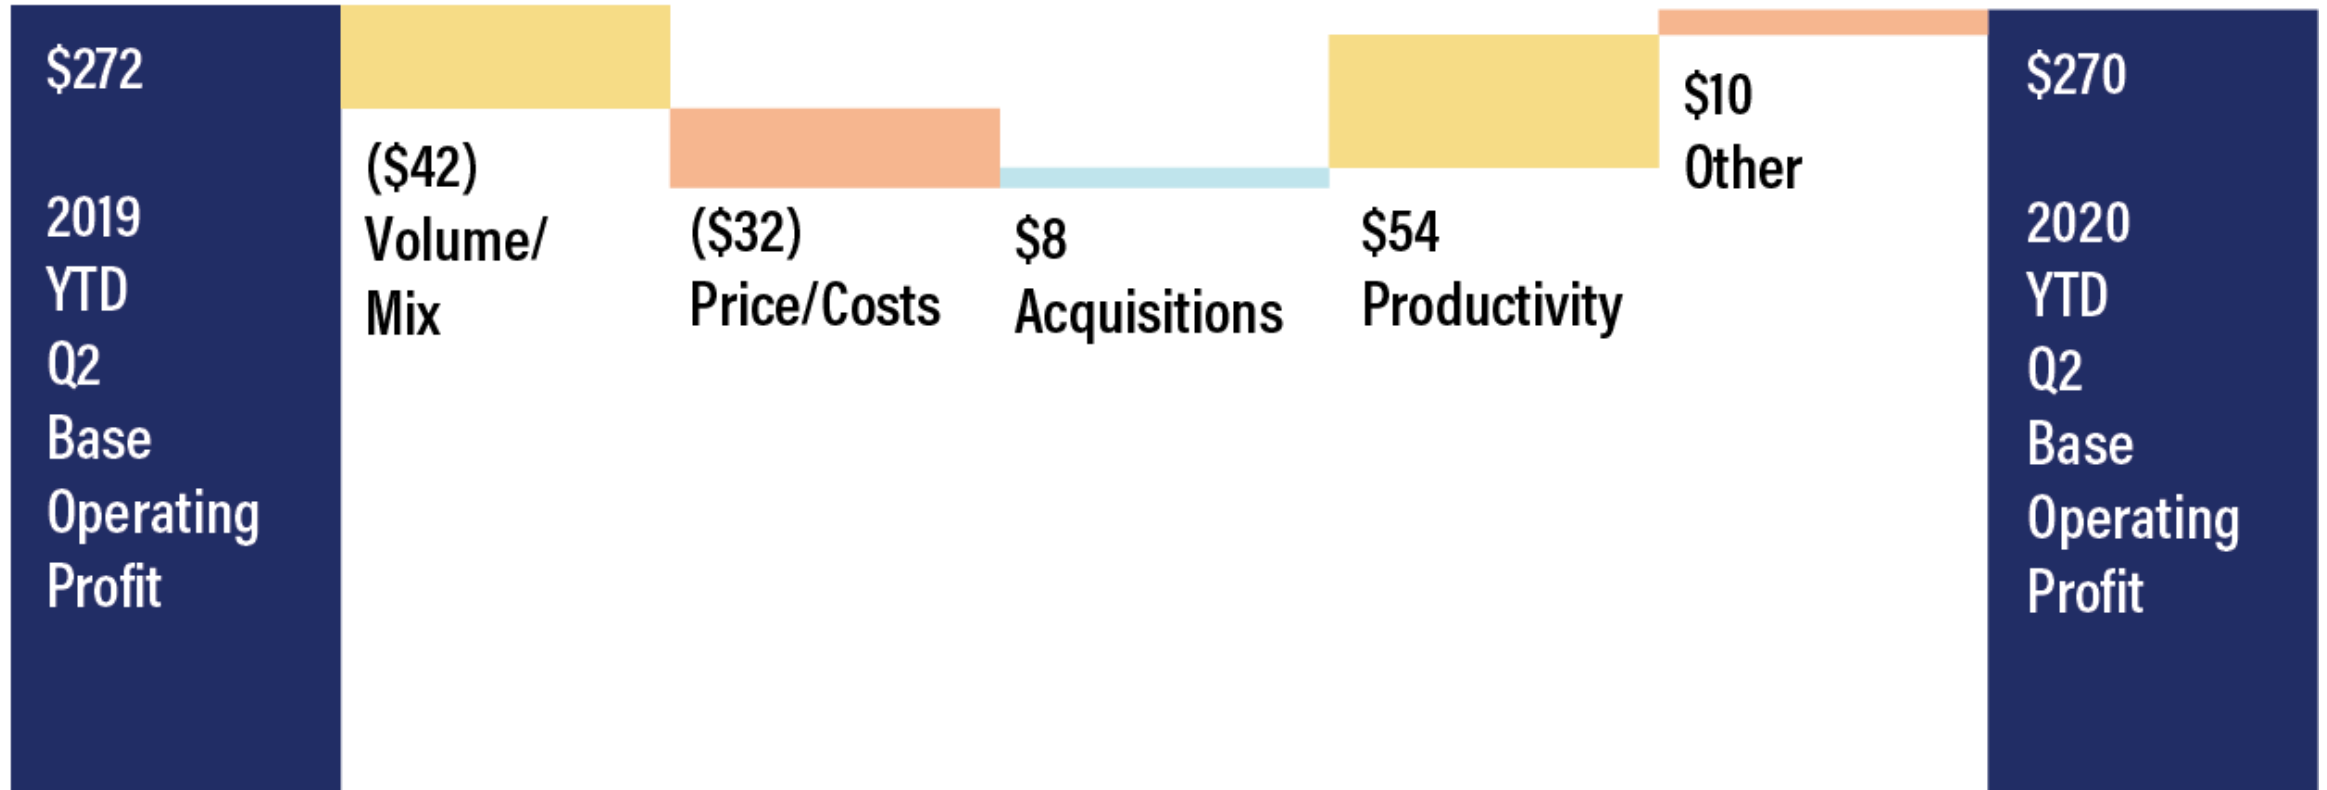 $272
2019
YTD
Q2
Base
Operating
Profit
($42)
Volume/
Mix
($32)
Price/Costs
$8
Acquisitions
$54
Productivity
$10
Other
$270
2020
YTD
Q2
Base
Operating
Profit